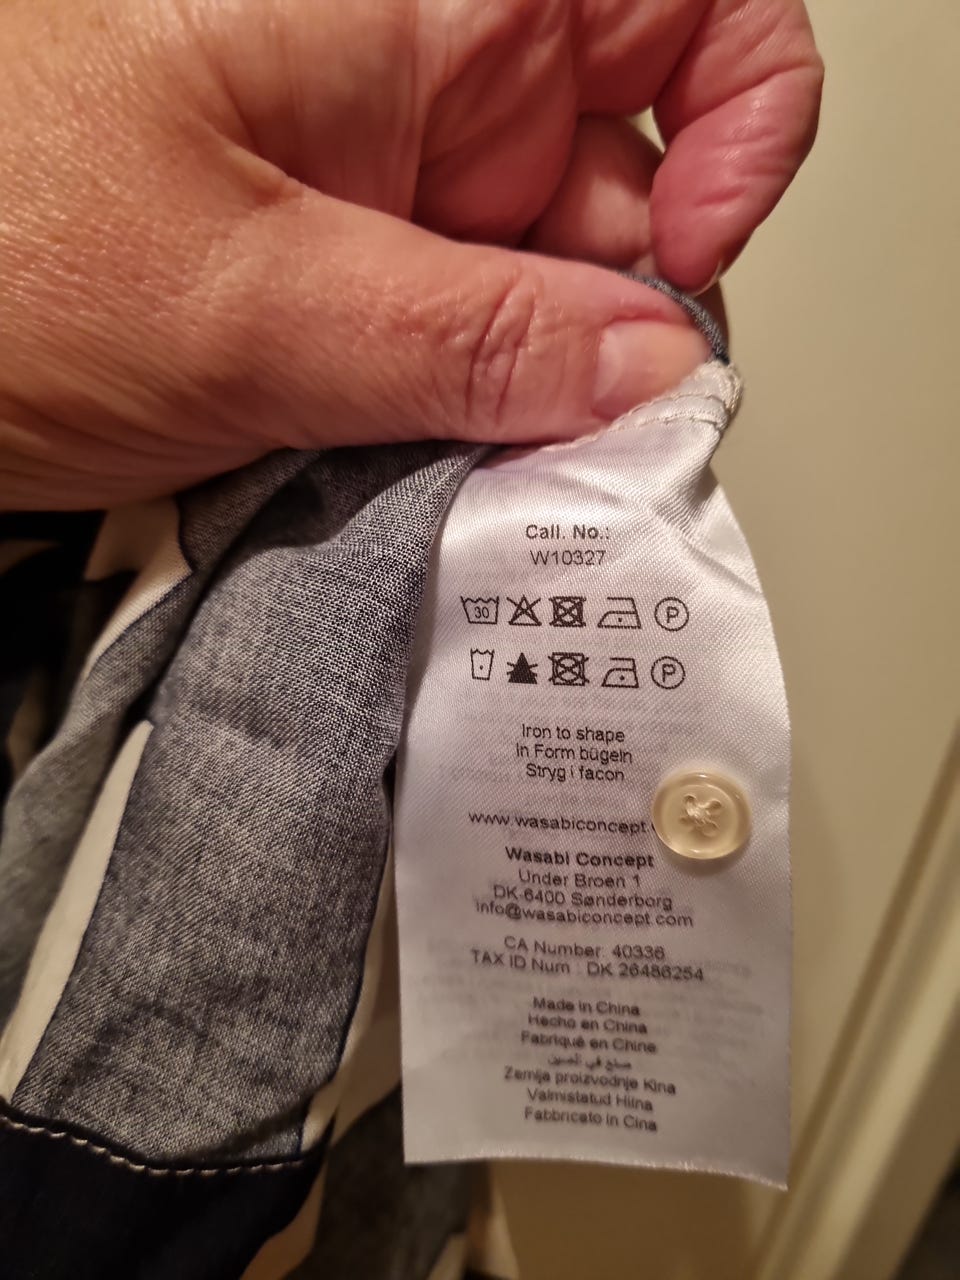 Call. No.:
W10327
30
P
P
Iron to shape
In Form bügeln
Stryg i facon
www.wasabiconcept.
Wasabi Concept
Under Broen 1
DK-6400 Sønderborg
info@wasabiconcept.com
CA Number: 40336
TAX ID Num : DK 26486254
Made in China
Hecho en China
Fabriqué en Chine
صنع في الصين
Zemlja proizvodnje Kina
Valmistatud Hiina
Fabbricato in Cina